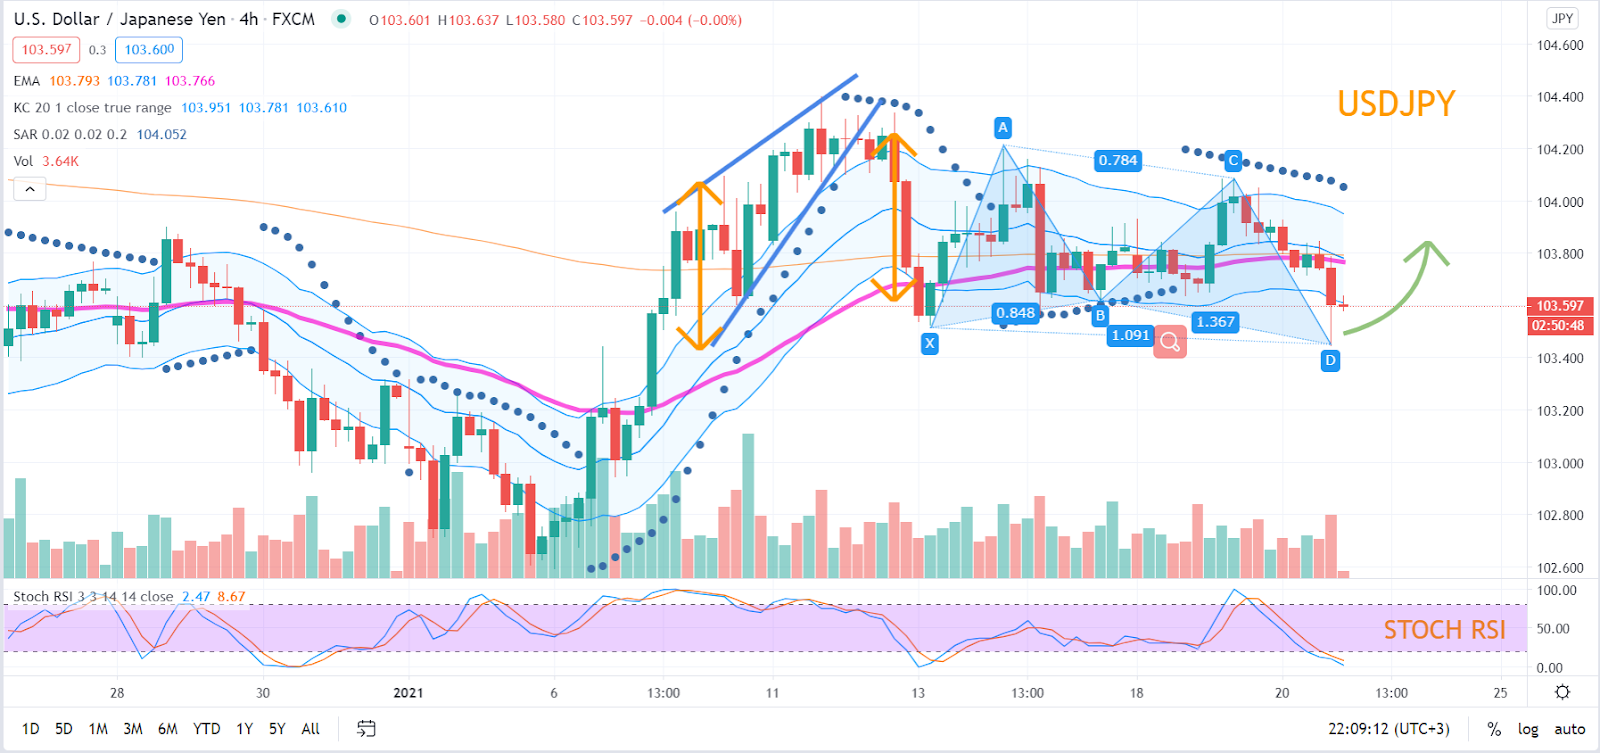 U.S. Dollar / Japanese Yen · 4h · FXCM O103.601 H103.637 L103.580 C103.597 −0.004 (−0.00%)
JPY
103.597 0.3 103.600
EMA 103.793 103.781 103.766
KC 20 1 close true range 103.951 103.781 103.610
SAR 0.02 0.02 0.2 104.052
Vol 3.64K
USDJPY
104.600
104.400
104.200
104.000
103.800
103.597
02:50:48
103.400
103.200
103.000
102.800
102.600
A
0.784
C
0.848
B
1.367
X
1.091
D
Stoch RSI 3 3 14 14 close 2.47 8.67
STOCH RSI
100.00
50.00
0.00
28 30 2021 6 13:00 11 13 13:00 18 20 13:00 25
1D 5D 1M 3M 6M YTD 1Y 5Y All
22:09:12 (UTC+3) % log auto